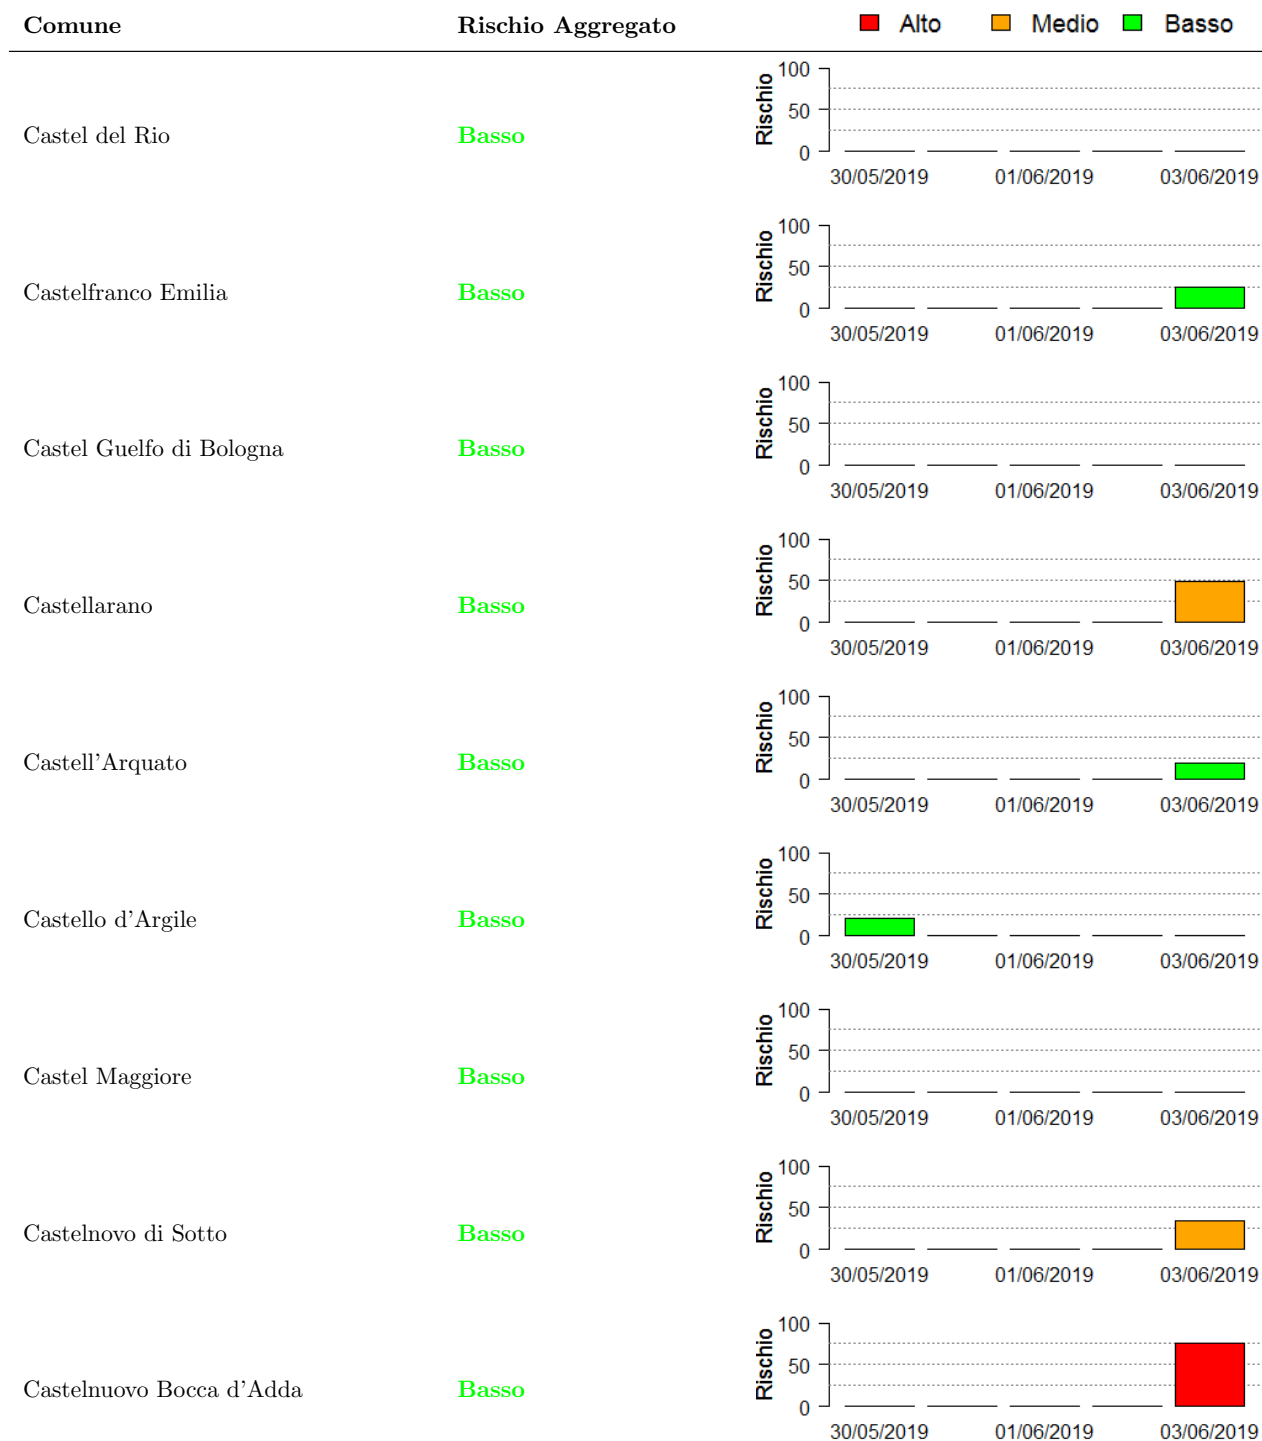 Comune Rischio Aggregato Alto Medio Basso
Castel del Rio Basso Rischio 100 50 0
30/05/2019 01/06/2019 03/06/2019
Castelfranco Emilia Basso Rischio 100 50 0
30/05/2019 01/06/2019 03/06/2019
Castel Guelfo di Bologna Basso Rischio 100 50 0
30/05/2019 01/06/2019 03/06/2019
Castellarano Basso Rischio 100 50 0
30/05/2019 01/06/2019 03/06/2019
Castell'Arquato Basso Rischio 100 50 0
30/05/2019 01/06/2019 03/06/2019
Castello d'Argile Basso Rischio 100 50 0
30/05/2019 01/06/2019 03/06/2019
Castel Maggiore Basso Rischio 100 50 0
30/05/2019 01/06/2019 03/06/2019
Castelnovo di Sotto Basso Rischio 100 50 0
30/05/2019 01/06/2019 03/06/2019
Castelnuovo Bocca d'Adda Basso Rischio 100 50 0
30/05/2019 01/06/2019 03/06/2019